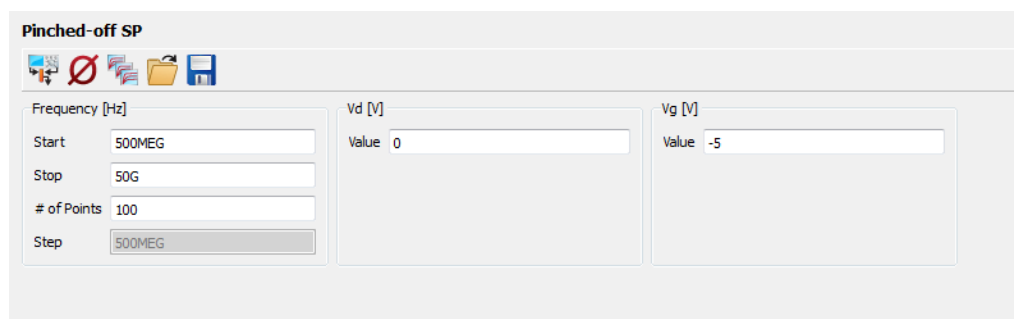 Pinched-off SP
Frequency [Hz]
Start 500MEG
Stop 50G
# of Points 100
Step 500MEG
Vd [V]
Value 0
Vg [V]
Value -5